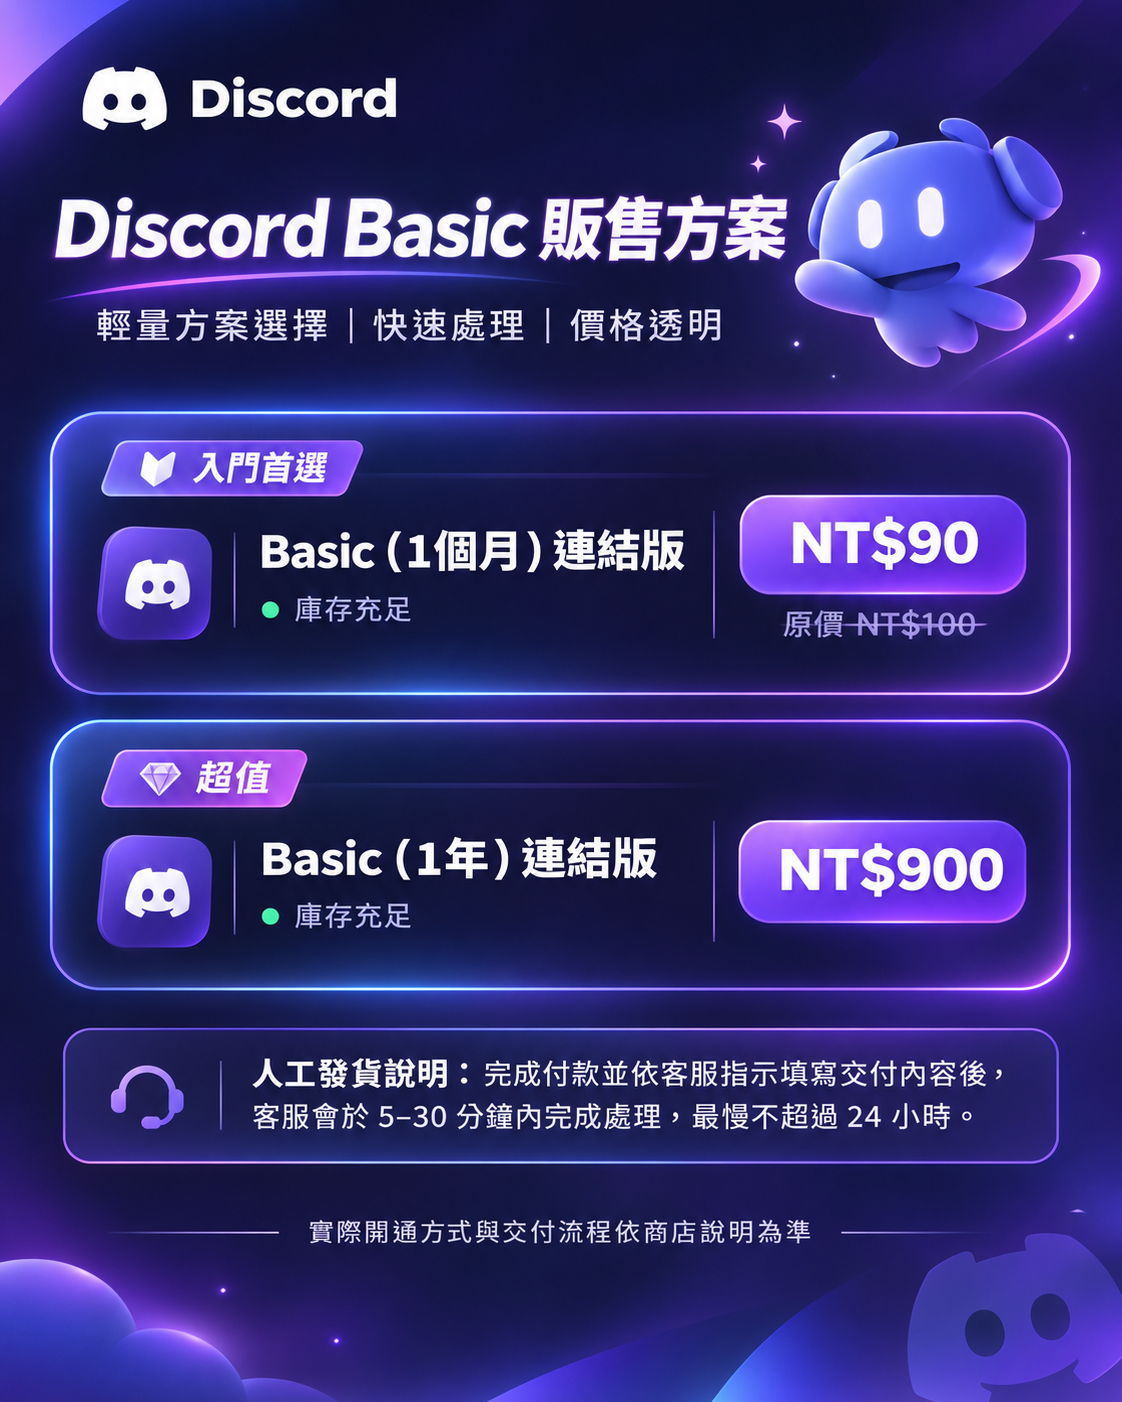 Discord
Discord Basic 販售方案
輕量方案選擇｜快速處理｜價格透明
入門首選
Basic (1個月) 連結版
庫存充足
NT$90
原價 NT$100
超值
Basic (1年) 連結版
庫存充足
NT$900
人工發貨說明：完成付款並依客服指示填寫交付內容後，
客服會於 5–30 分鐘內完成處理，最慢不超過 24 小時。
實際開通方式與交付流程依商店說明為準